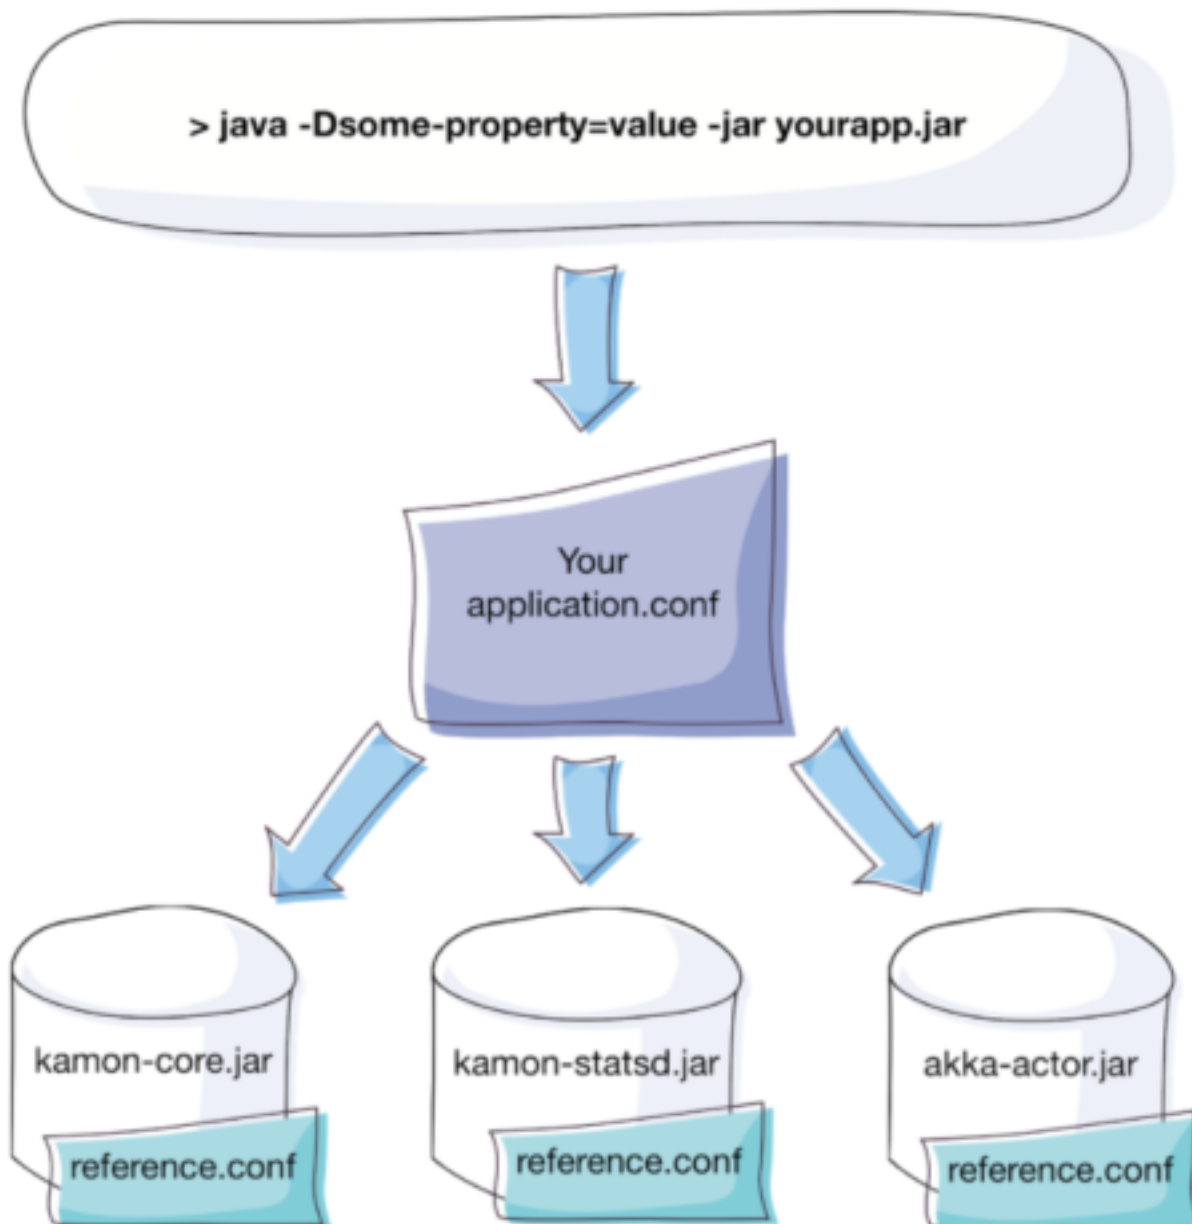 > java -Dsome-property=value -jar yourapp.jar
Your
application.conf
kamon-core.jar
kamon-statsd.jar
akka-actor.jar
reference.conf
reference.conf
reference.conf